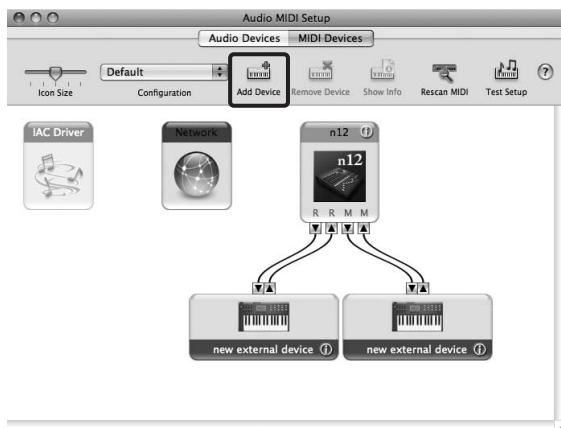 Audio MIDI Setup
Audio Devices MIDI Devices
Default
Icon Size Configuration Add Device Remove Device Show Info Rescan MIDI Test Setup ?
IAC Driver Network n12
n12
R R M M
new external device new external device